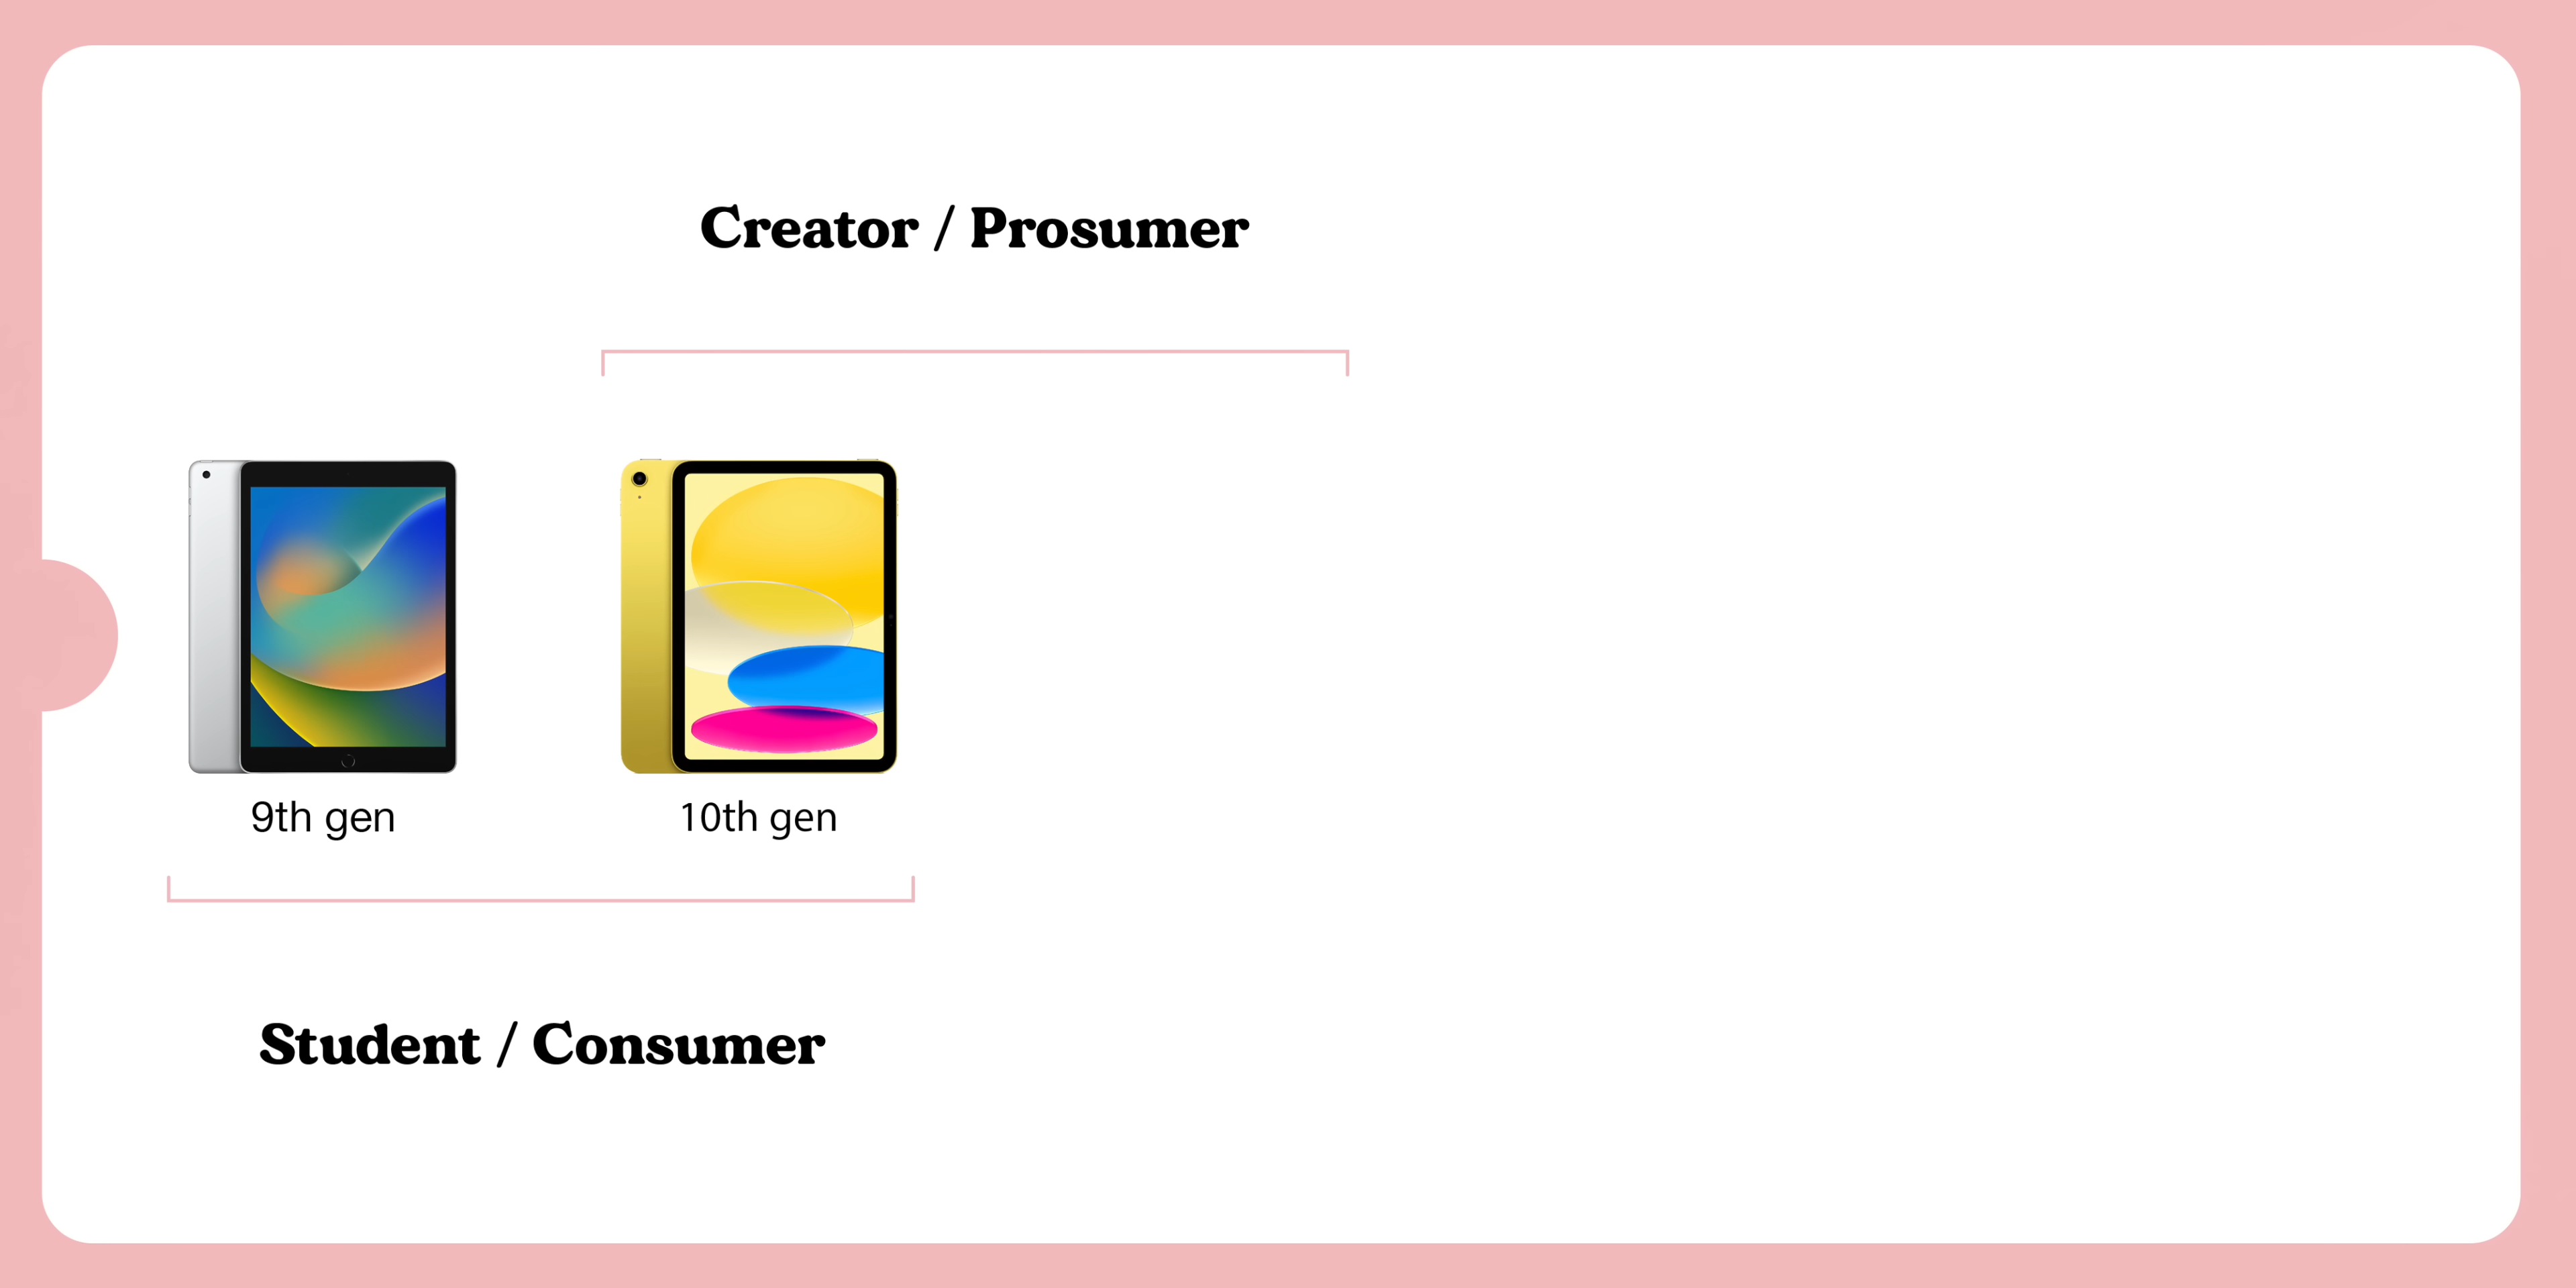 Creator / Prosumer
9th gen
10th gen
Student / Consumer